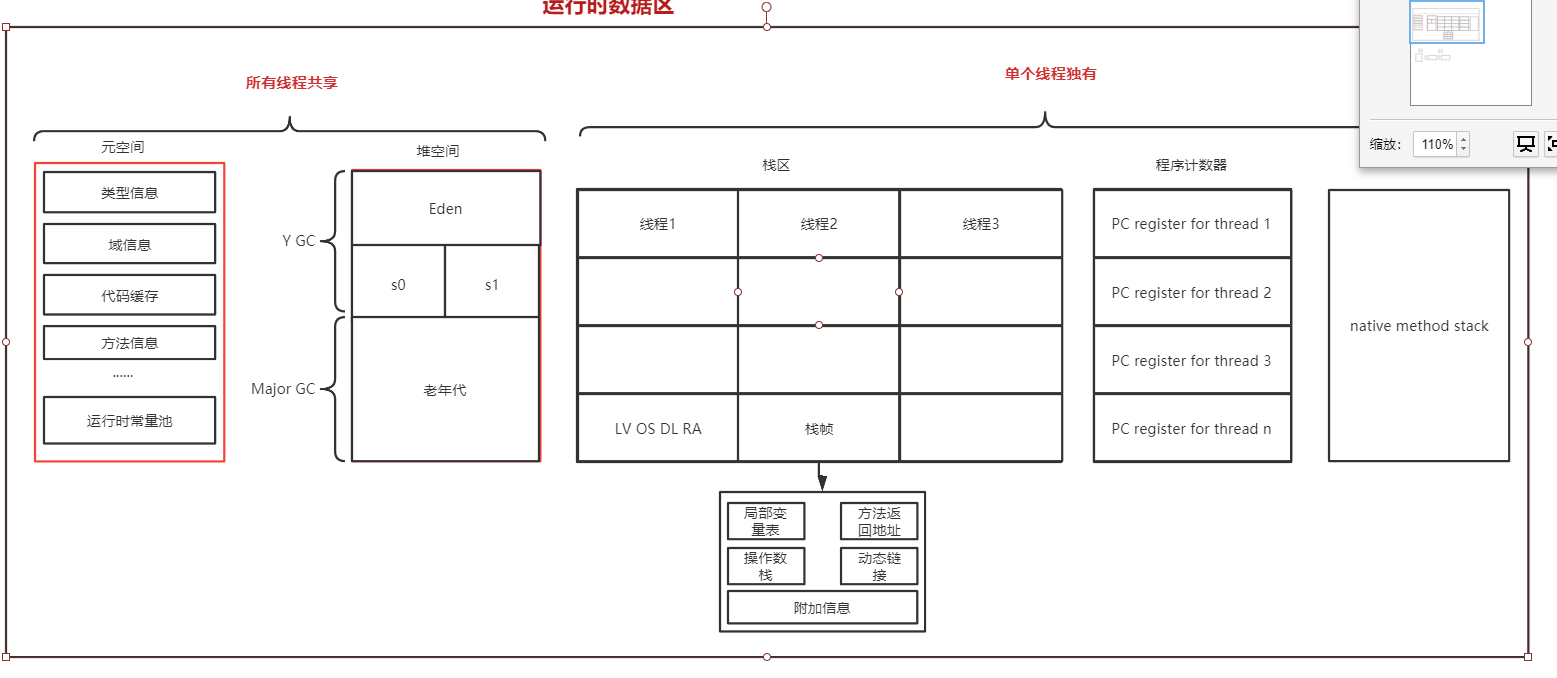 运行时数据区
所有线程共享
单个线程独有
缩放:
110%
元空间
堆空间
栈区
程序计数器
类型信息
域信息
代码缓存
方法信息
......
运行时常量池
Y GC
Major GC
Eden
s0
s1
老年代
线程1
线程2
线程3
LV OS DL RA
栈帧
PC register for thread 1
PC register for thread 2
PC register for thread 3
PC register for thread n
native method stack
局部变
量表
方法返
回地址
操作数
栈
动态链
接
附加信息